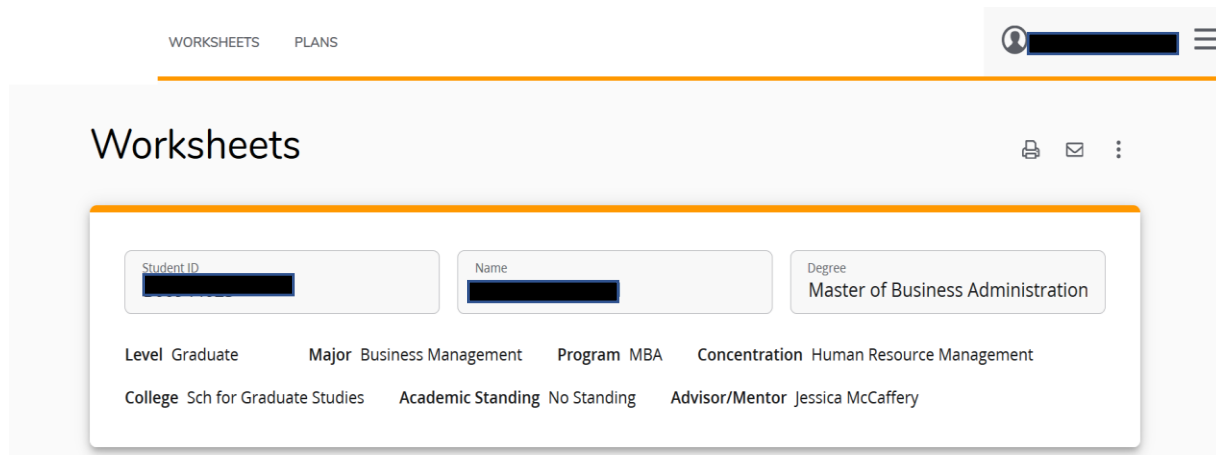 WORKSHEETS PLANS
Worksheets
Student ID
Name
Degree
Master of Business Administration
Level Graduate Major Business Management Program MBA Concentration Human Resource Management
College Sch for Graduate Studies Academic Standing No Standing Advisor/Mentor Jessica McCaffery